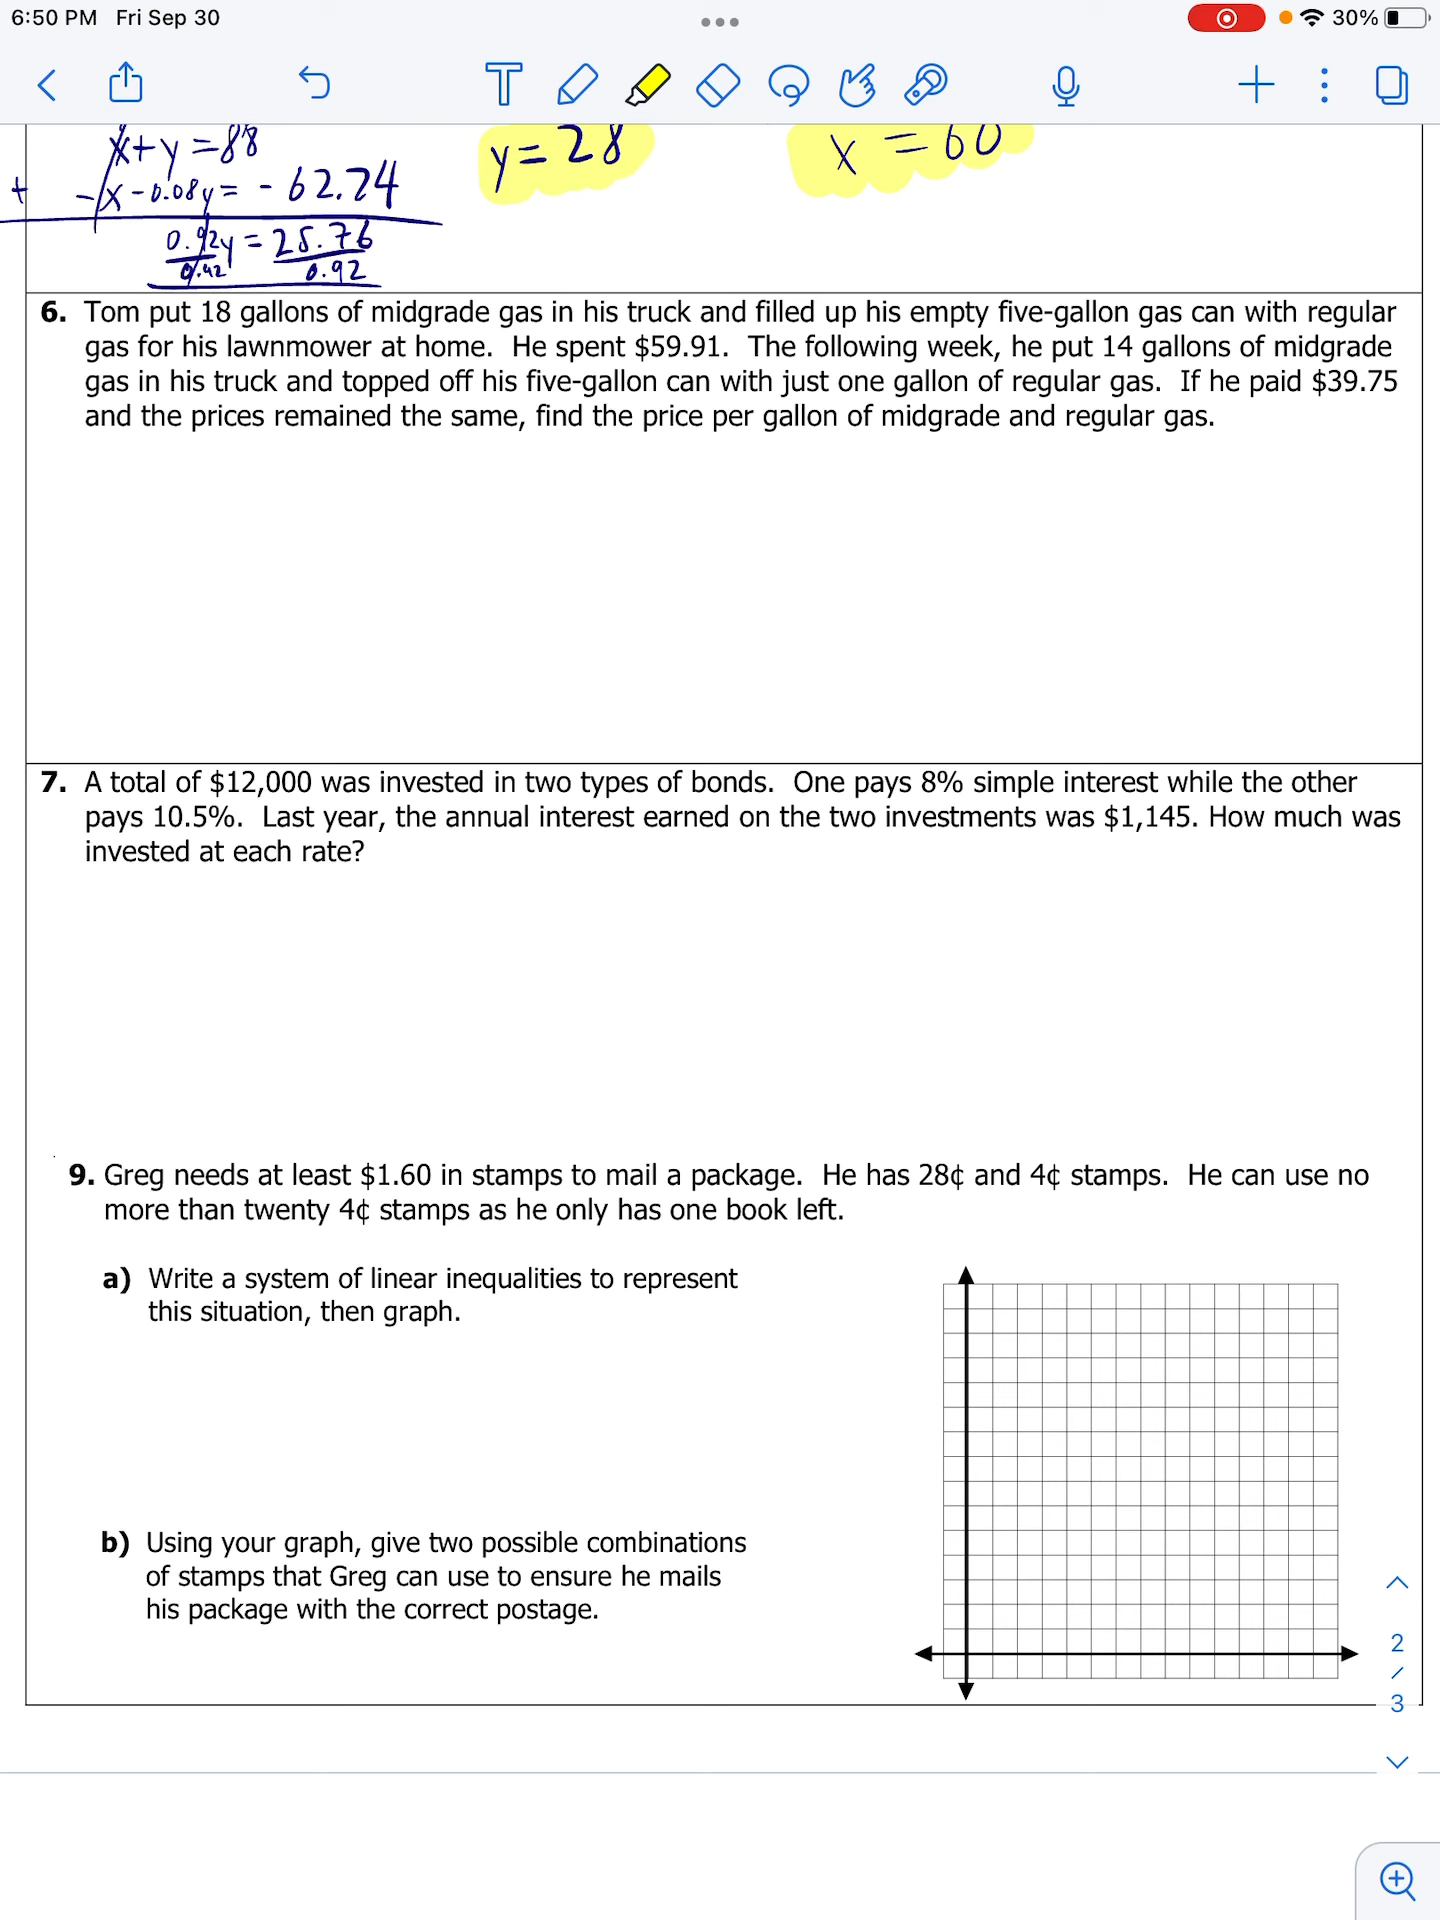 6:50 PM Fri Sep 30
30%
x+y=88
y=28
x=60
+ -x-0.08y=-62.24
0.92y=25.76
0.92 0.92
6. Tom put 18 gallons of midgrade gas in his truck and filled up his empty five-gallon gas can with regular
gas for his lawnmower at home. He spent $59.91. The following week, he put 14 gallons of midgrade
gas in his truck and topped off his five-gallon can with just one gallon of regular gas. If he paid $39.75
and the prices remained the same, find the price per gallon of midgrade and regular gas.
7. A total of $12,000 was invested in two types of bonds. One pays 8% simple interest while the other
pays 10.5%. Last year, the annual interest earned on the two investments was $1,145. How much was
invested at each rate?
9. Greg needs at least $1.60 in stamps to mail a package. He has 28¢ and 4¢ stamps. He can use no
more than twenty 4¢ stamps as he only has one book left.
a) Write a system of linear inequalities to represent
this situation, then graph.
b) Using your graph, give two possible combinations
of stamps that Greg can use to ensure he mails
his package with the correct postage.
2
/
3